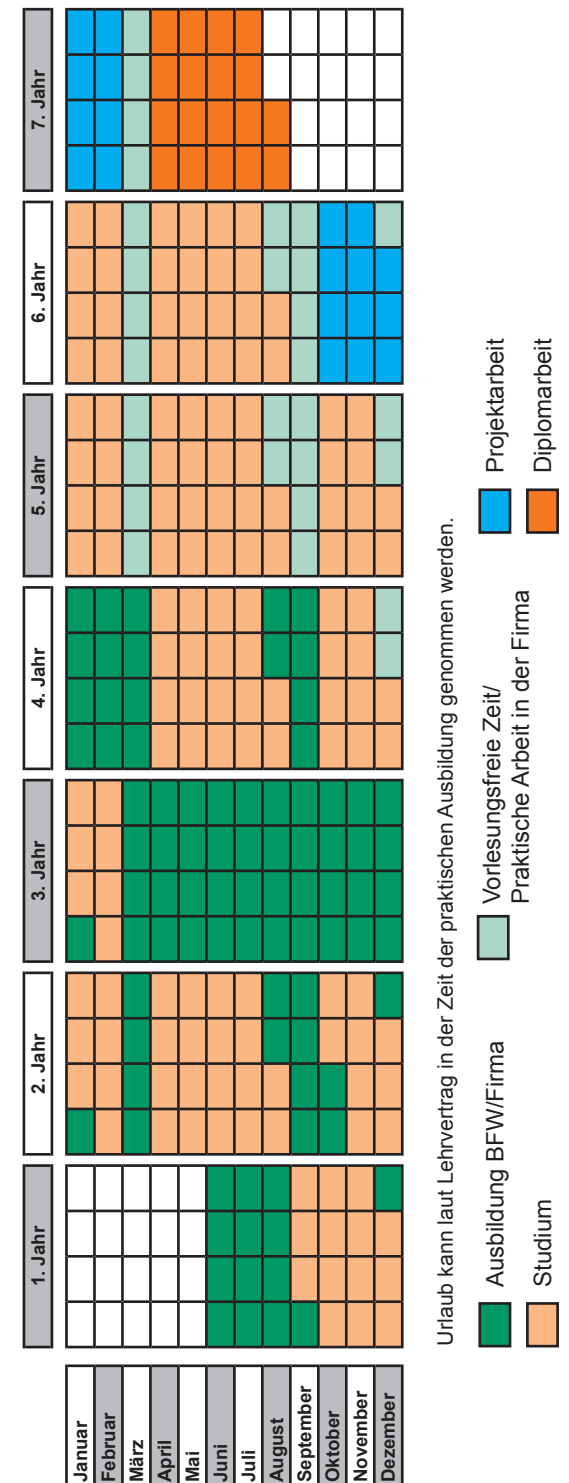 1. Jahr
2. Jahr
3. Jahr
4. Jahr
5. Jahr
6. Jahr
7. Jahr
Januar
Februar
März
April
Mai
Juni
Juli
August
September
Oktober
November
Dezember
Urlaub kann laut Lehrvertrag in der Zeit der praktischen Ausbildung genommen werden.
Ausbildung BFW/Firma
Studium
Vorlesungsfreie Zeit/
Praktische Arbeit in der Firma
Projektarbeit
Diplomarbeit